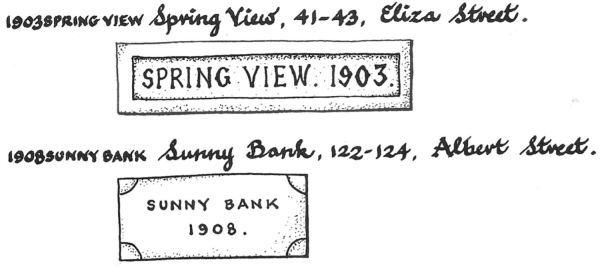 1903SPRING VIEW Spring View, 41-43, Eliza Street.
SPRING VIEW. 1903.
1908SUNNY BANK Sunny Bank, 122-124, Albert Street.
SUNNY BANK
1908.